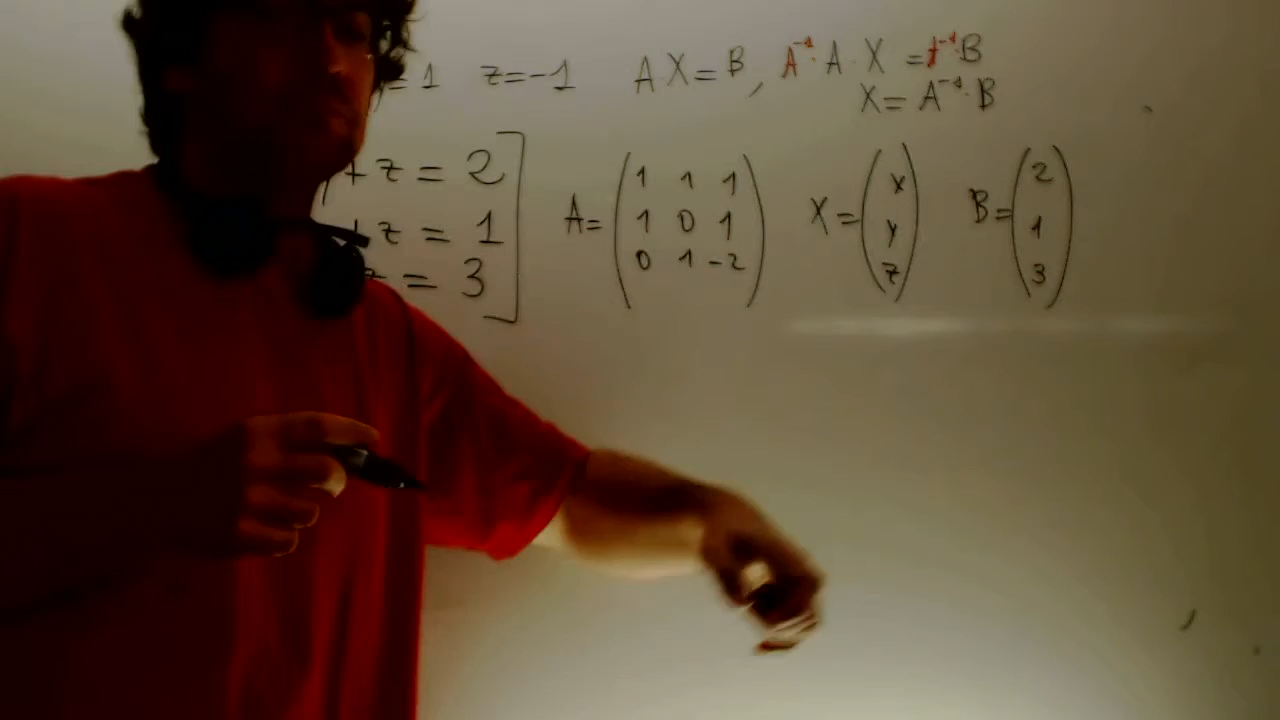 = 1 z = -1 A·X = B, A⁻¹·A·X = A⁻¹·B
X = A⁻¹·B
+ z = 2
+ z = 1
z = 3
A = ( 1 1 1
1 0 1
0 1 -2 )
X = ( x
y
z )
B = ( 2
1
3 )